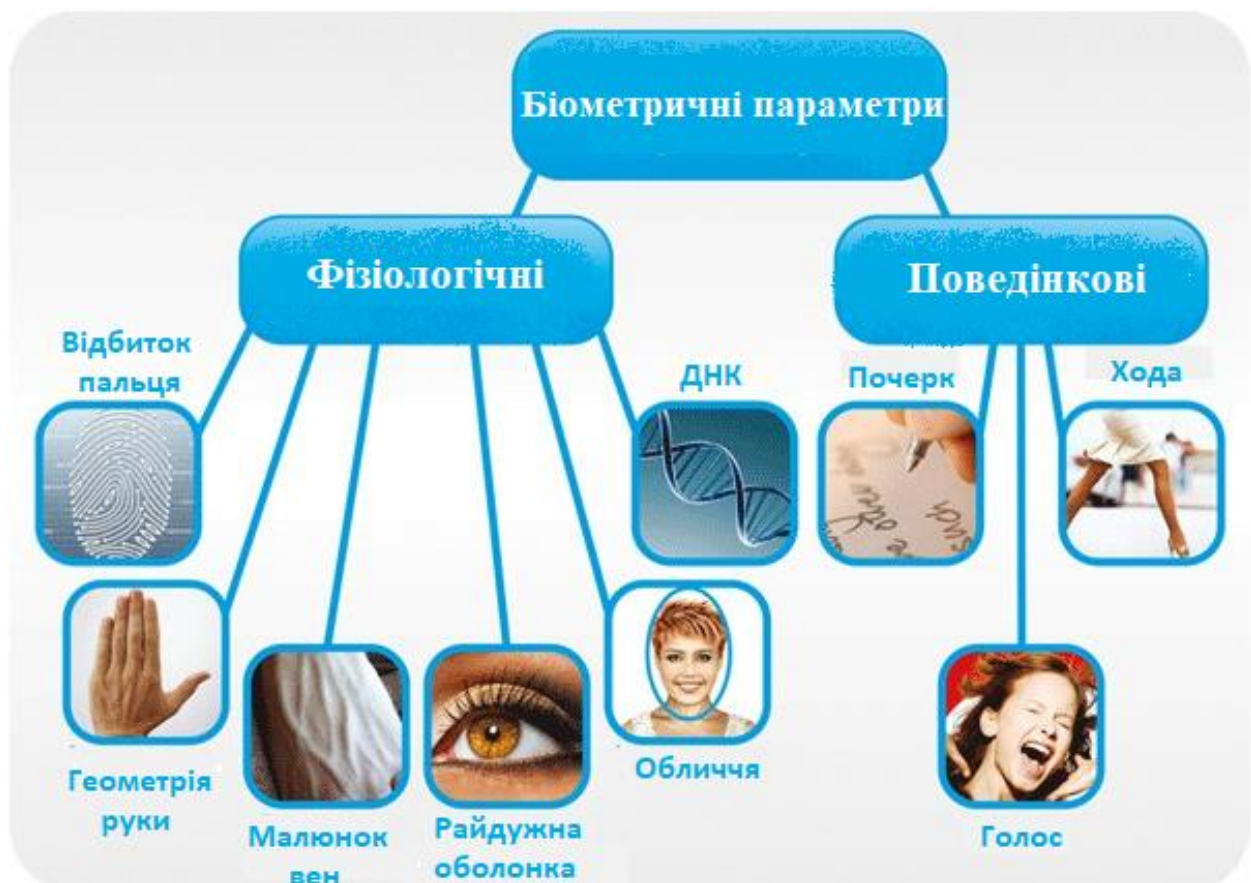 Біометричні параметри
Фізіологічні
Поведінкові
Відбиток
пальця
ДНК
Почерк
Хода
Геометрія
руки
Малюнок
вен
Райдужна
оболонка
Обличчя
Голос